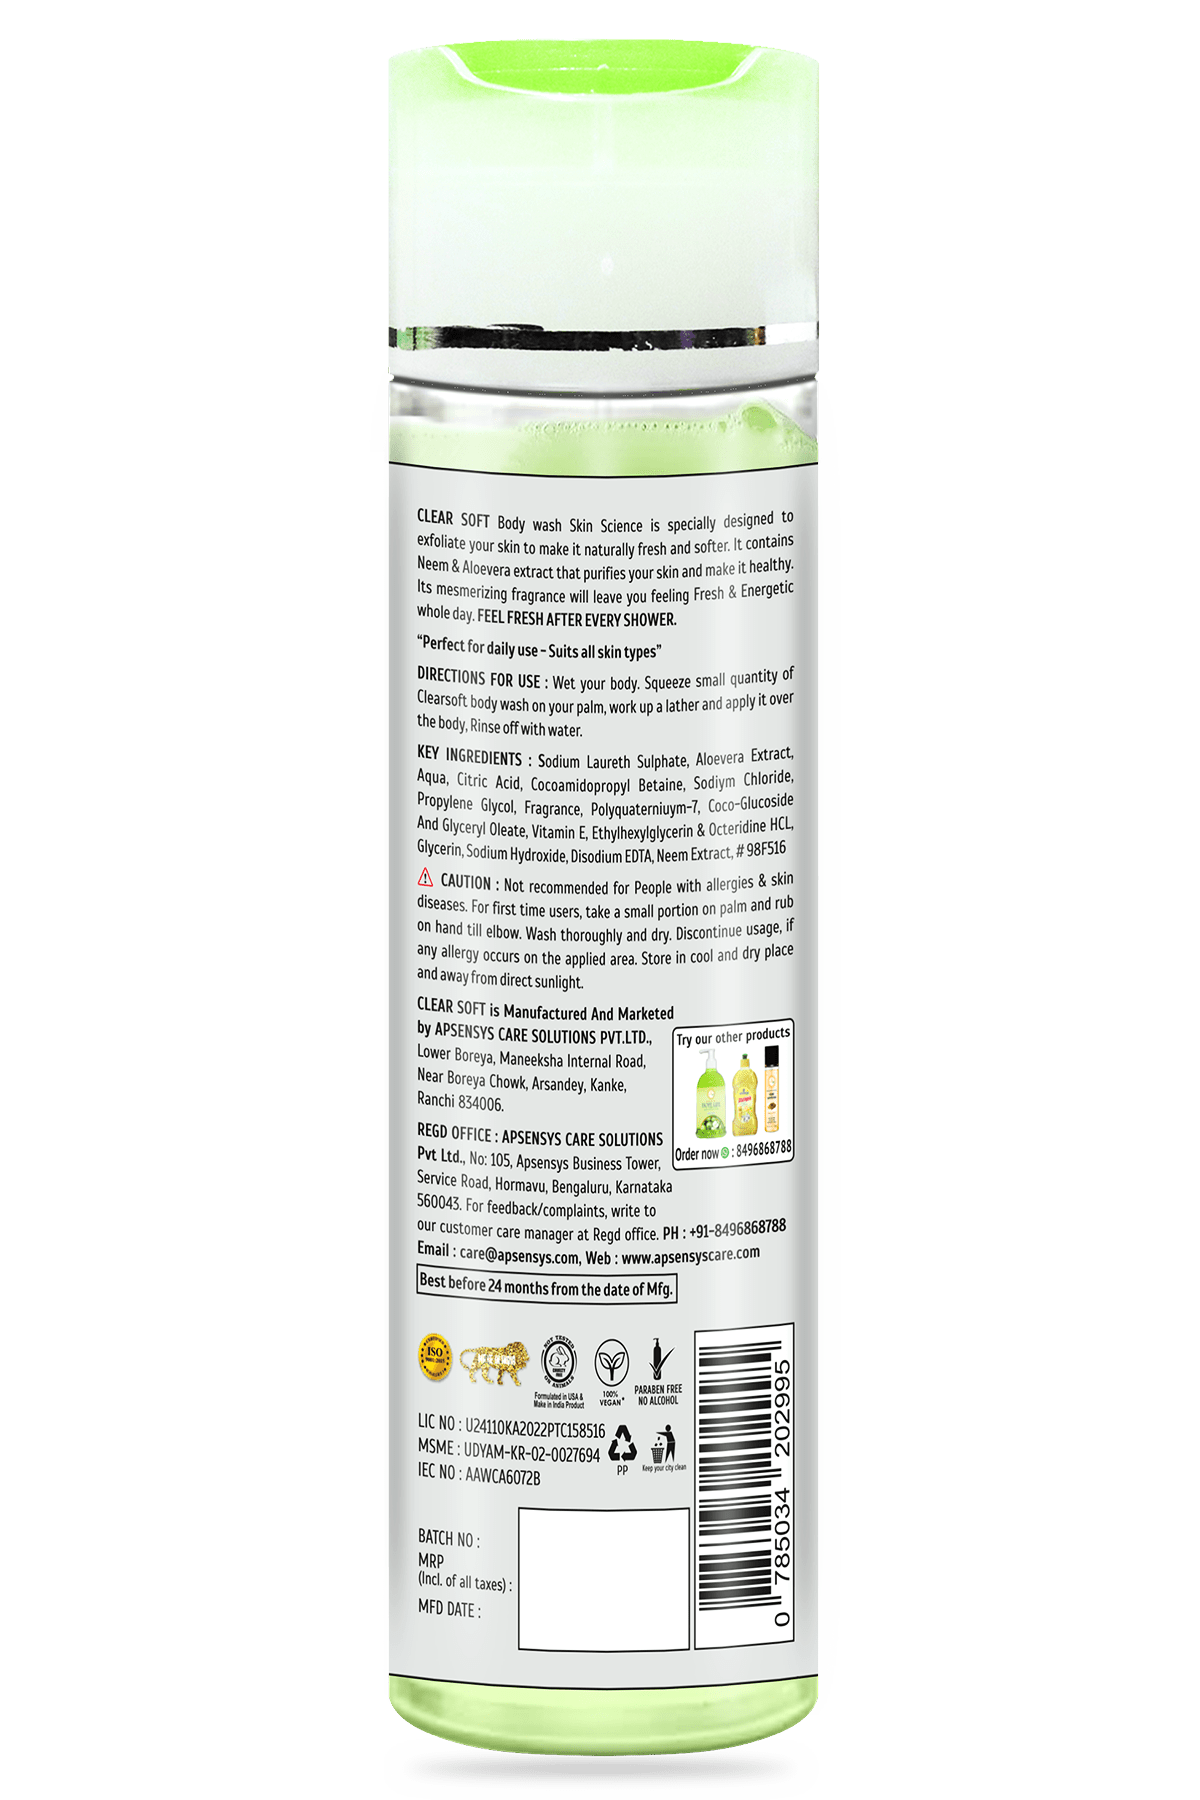 CLEAR SOFT Body wash Skin Science is specially designed to
exfoliate your skin to make it naturally fresh and softer. It contains
Neem & Aloevera extract that purifies your skin and make it healthy.
Its mesmerizing fragrance will leave you feeling Fresh & Energetic
whole day. FEEL FRESH AFTER EVERY SHOWER.
“Perfect for daily use - Suits all skin types”
DIRECTIONS FOR USE : Wet your body. Squeeze small quantity of
Clearsoft body wash on your palm, work up a lather and apply it over
the body, Rinse off with water.
KEY INGREDIENTS : Sodium Laureth Sulphate, Aloevera Extract,
Aqua, Citric Acid, Cocoamidopropyl Betaine, Sodiym Chloride,
Propylene Glycol, Fragrance, Polyquaterniuym-7, Coco-Glucoside
And Glyceryl Oleate, Vitamin E, Ethylhexylglycerin & Octeridine HCL,
Glycerin, Sodium Hydroxide, Disodium EDTA, Neem Extract, # 98F516
CAUTION : Not recommended for People with allergies & skin
diseases. For first time users, take a small portion on palm and rub
on hand till elbow. Wash thoroughly and dry. Discontinue usage, if
any allergy occurs on the applied area. Store in cool and dry place
and away from direct sunlight.
CLEAR SOFT is Manufactured And Marketed
by APSENSYS CARE SOLUTIONS PVT.LTD.,
Lower Boreya, Maneeksha Internal Road,
Near Boreya Chowk, Arsandey, Kanke,
Ranchi 834006.
Try our other products
Order now : 8496868788
REGD OFFICE : APSENSYS CARE SOLUTIONS
Pvt Ltd., No: 105, Apsensys Business Tower,
Service Road, Hormavu, Bengaluru, Karnataka
560043. For feedback/complaints, write to
our customer care manager at Regd office. PH : +91-8496868788
Email : care@apsensys.com, Web : www.apsensyscare.com
Best before 24 months from the date of Mfg.
ISO
NOT TESTED
CRUELTY
FREE
ON ANIMALS
Formulated in USA &
Make in India Product
100%
VEGAN*
PARABEN FREE
NO ALCOHOL
LIC NO : U24110KA2022PTC158516
MSME : UDYAM-KR-02-0027694
IEC NO : AAWCA6072B
PP
Keep your city clean
BATCH NO :
MRP
(Incl. of all taxes) :
MFD DATE :
0 785034 202995